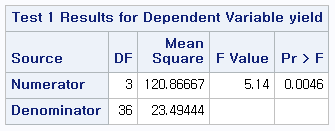 Test 1 Results for Dependent Variable yield
Source DF Mean Square F Value Pr > F
Numerator 3 120.86667 5.14 0.0046
Denominator 36 23.49444